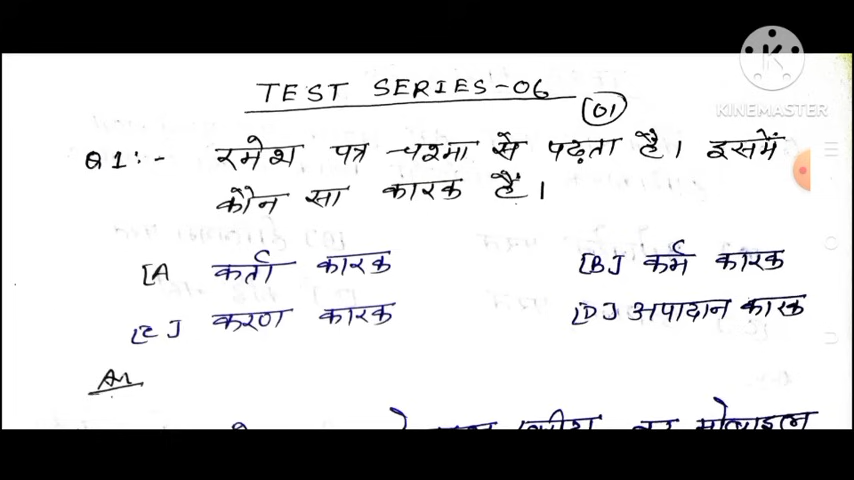 KINEMASTER
TEST SERIES-06
01
Q1:- रमेश पत्र चश्मा से पढ़ता है। इसमें
कौन सा कारक हैं।
[A कर्ता कारक [B] कर्म कारक
[C] करण कारक [D] अपादान कारक
Ans